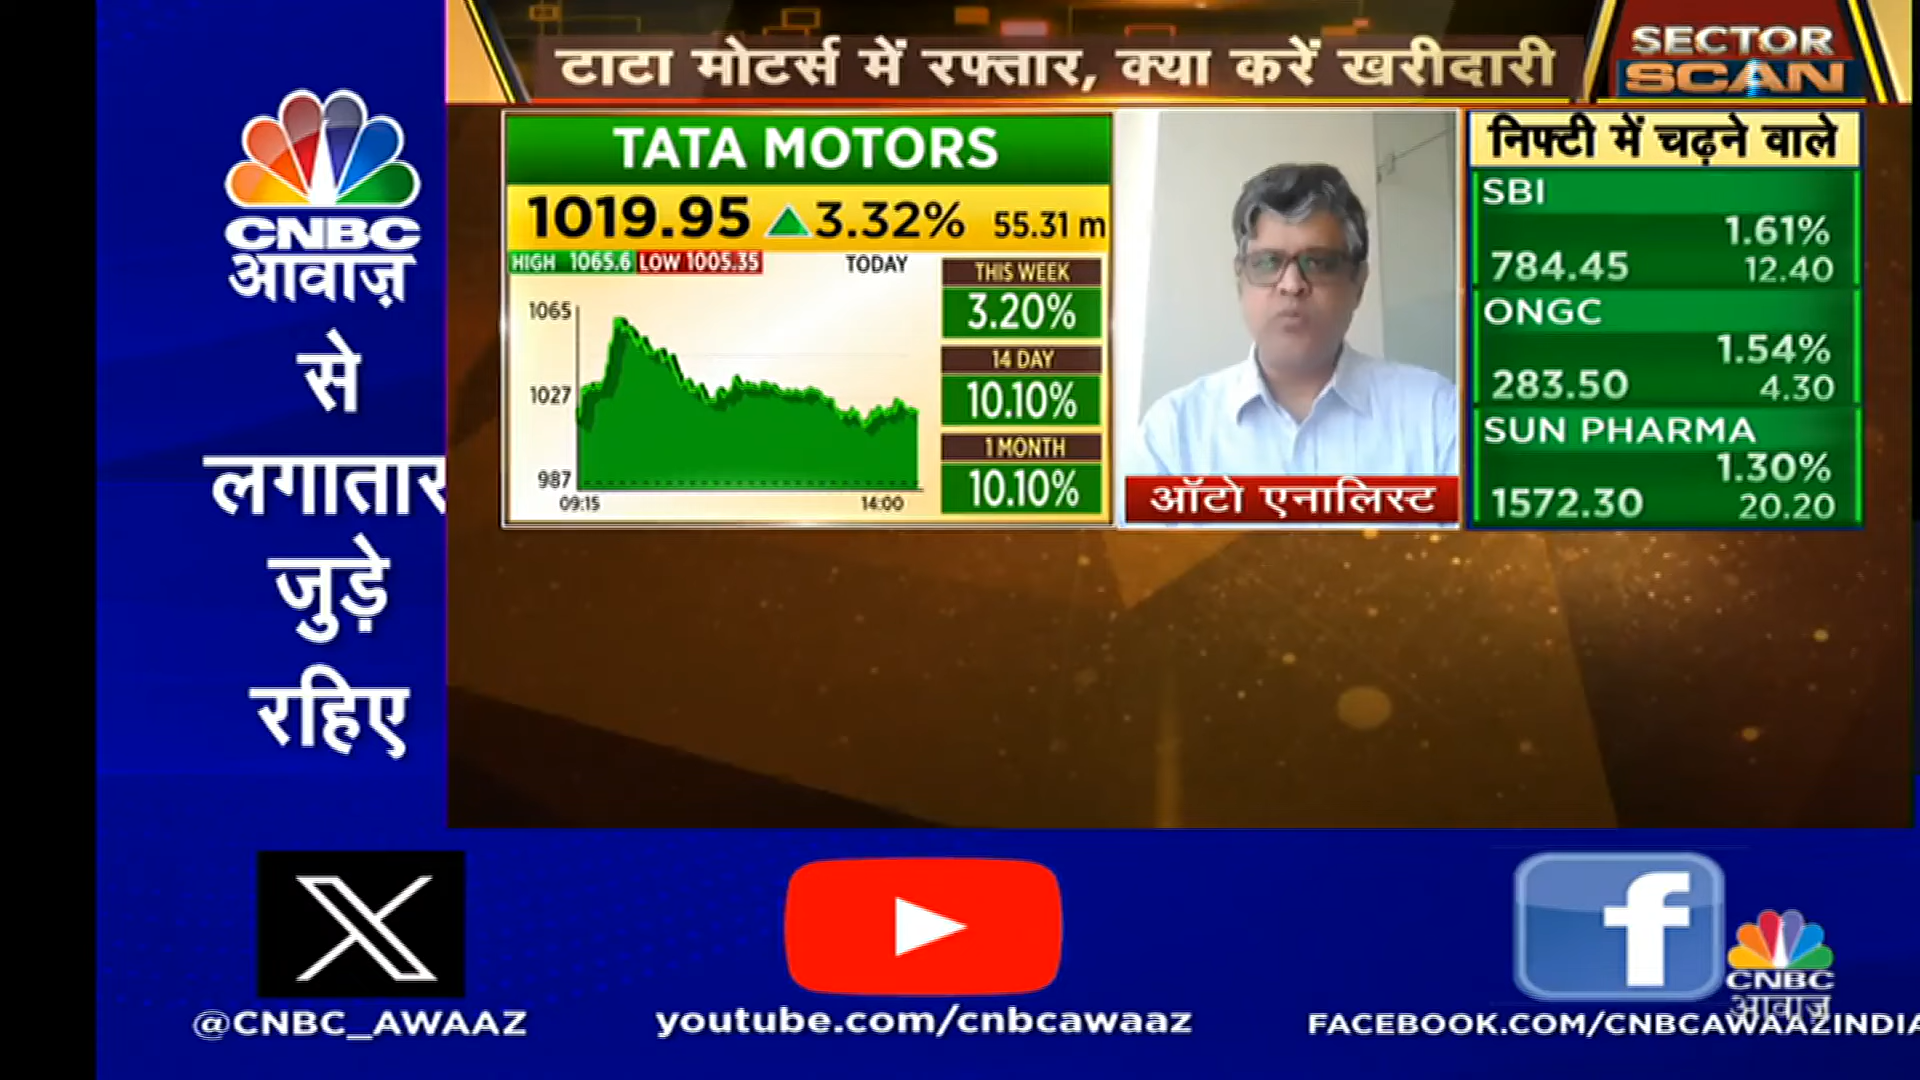 टाटा मोटर्स में रफ्तार, क्या करें खरीदारी
SECTOR
SCAN
CNBC
आवाज़
से
लगातार
जुड़े
रहिए
TATA MOTORS
1019.95 ▲3.32% 55.31 m
HIGH 1065.6 LOW 1005.35 TODAY
1065
1027
987
09:15 14:00
THIS WEEK
3.20%
14 DAY
10.10%
1 MONTH
10.10%
ऑटो एनालिस्ट
निफ्टी में चढ़ने वाले
SBI
1.61%
784.45 12.40
ONGC
1.54%
283.50 4.30
SUN PHARMA
1.30%
1572.30 20.20
@CNBC_AWAAZ
youtube.com/cnbcawaaz
f
CNBC
आवाज़
FACEBOOK.COM/CNBCAWAAZINDIA